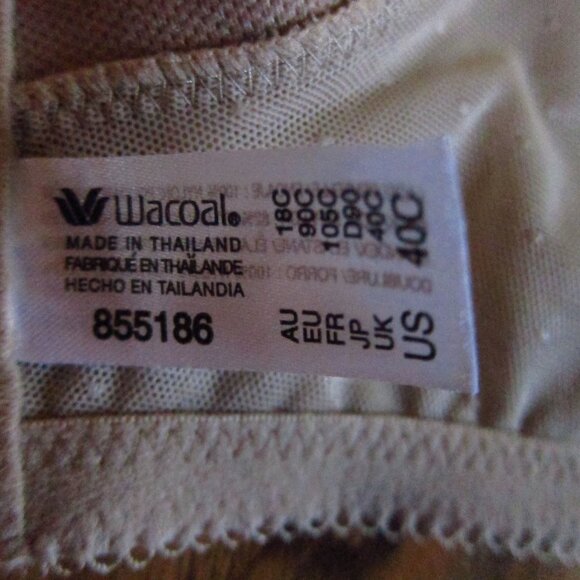 Wacoal®
MADE IN THAILAND
FABRIQUÉ EN THAÏLANDE
HECHO EN TAILANDIA
855186
AU 18C
EU 90C
FR 105C
JP D90
UK 40C
US 40C